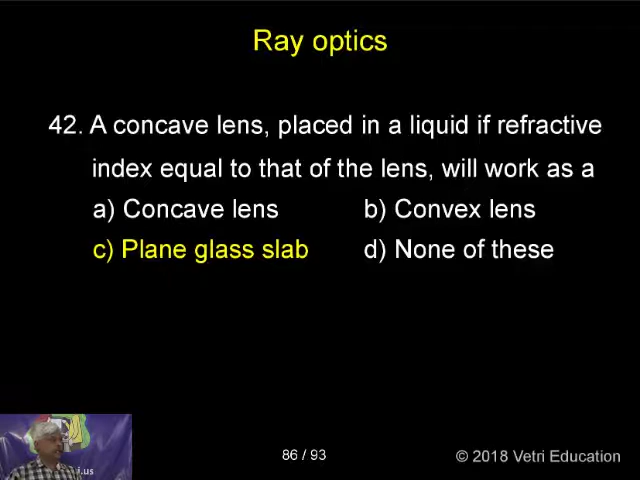 Ray optics
42. A concave lens, placed in a liquid if refractive
index equal to that of the lens, will work as a
a) Concave lens b) Convex lens
c) Plane glass slab d) None of these
i.us
86 / 93 © 2018 Vetri Education